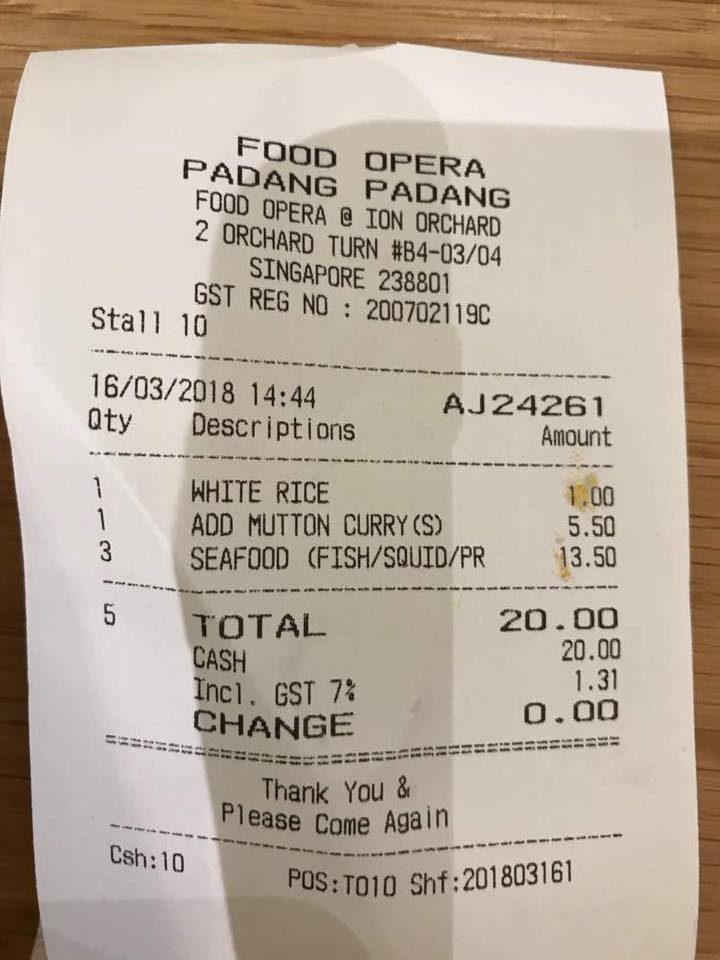 FOOD OPERA
PADANG PADANG
FOOD OPERA @ ION ORCHARD
2 ORCHARD TURN #B4-03/04
SINGAPORE 238801
GST REG NO : 200702119C
Stall 10
16/03/2018 14:44 AJ24261
Qty Descriptions Amount
1 WHITE RICE 1.00
1 ADD MUTTON CURRY(S) 5.50
3 SEAFOOD (FISH/SQUID/PR 13.50
5 TOTAL 20.00
CASH 20.00
Incl. GST 7% 1.31
CHANGE 0.00
Thank You &
Please Come Again
Csh:10 POS:T010 Shf:201803161